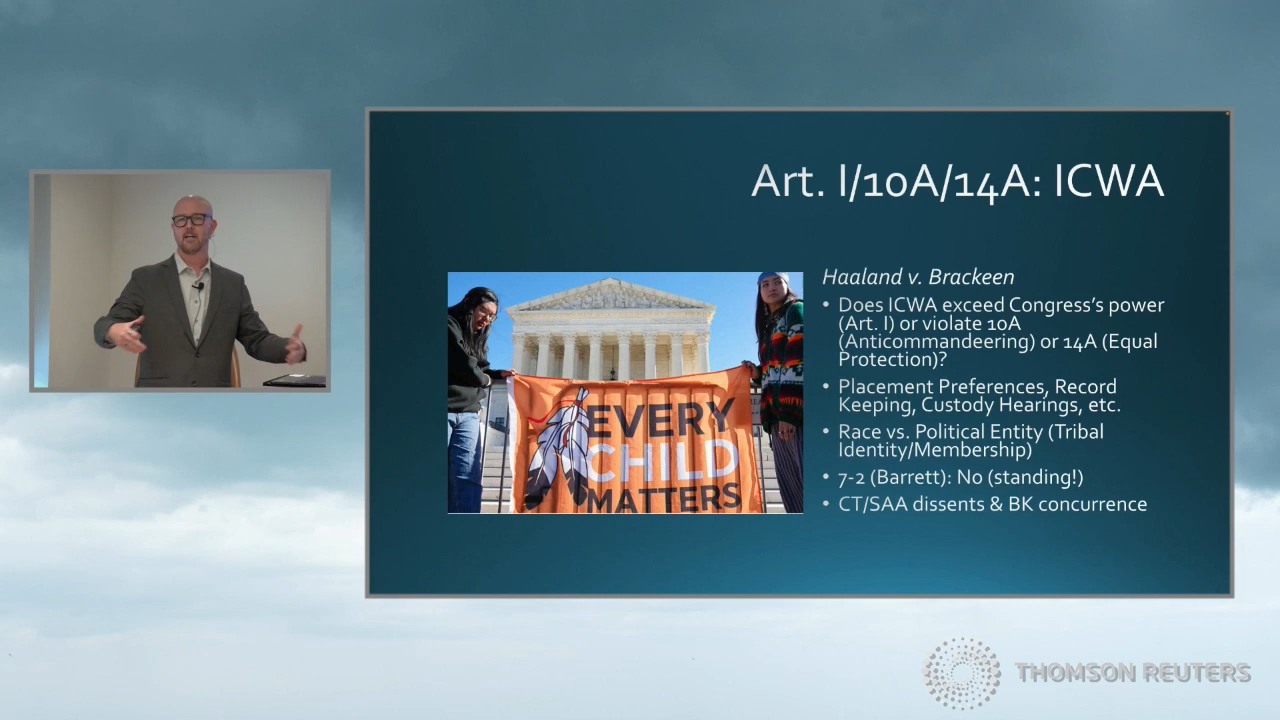 Art. I/10A/14A: ICWA
Haaland v. Brackeen
• Does ICWA exceed Congress's power
(Art. I) or violate 10A
(Anticommandeering) or 14A (Equal
Protection)?
• Placement Preferences, Record
Keeping, Custody Hearings, etc.
• Race vs. Political Entity (Tribal
Identity/Membership)
• 7-2 (Barrett): No (standing!)
• CT/SAA dissents & BK concurrence
EVERY
CHILD
MATTERS
THOMSON REUTERS